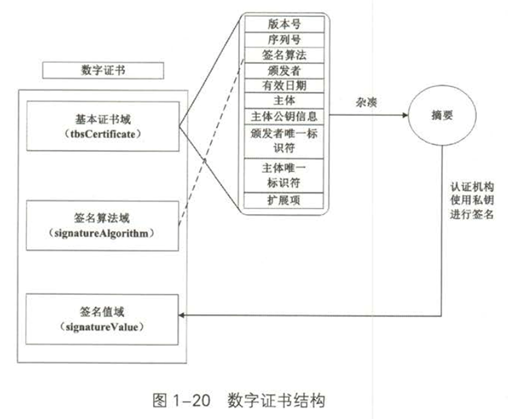 数字证书
基本证书域
(tbsCertificate)
签名算法域
(signatureAlgorithm)
签名值域
(signatureValue)
版本号
序列号
签名算法
颁发者
有效日期
主体
主体公钥信息
颁发者唯一标
识符
主体唯一
标识符
扩展项
杂凑
摘要
认证机构
使用私钥
进行签名
图1-20 数字证书结构